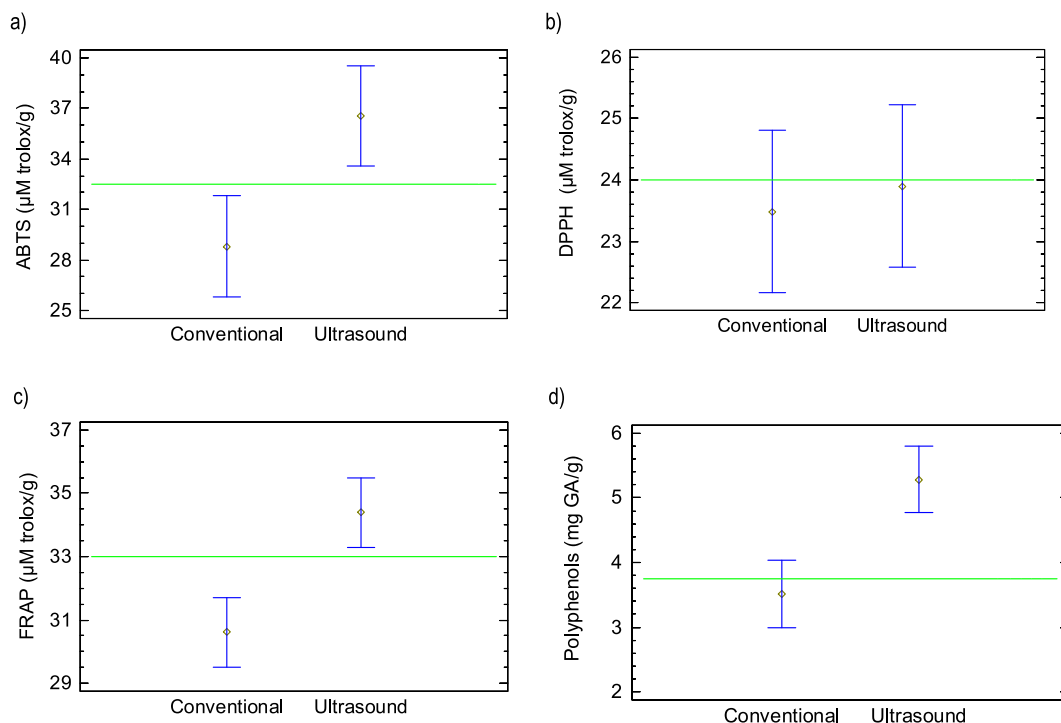 a)
ABTS (µM trolox/g)
40
37
34
31
28
25
Conventional Ultrasound
b)
DPPH (µM trolox/g)
26
25
24
23
22
Conventional Ultrasound
c)
FRAP (µM trolox/g)
37
35
33
31
29
Conventional Ultrasound
d)
Polyphenols (mg GA/g)
6
5
4
3
2
Conventional Ultrasound